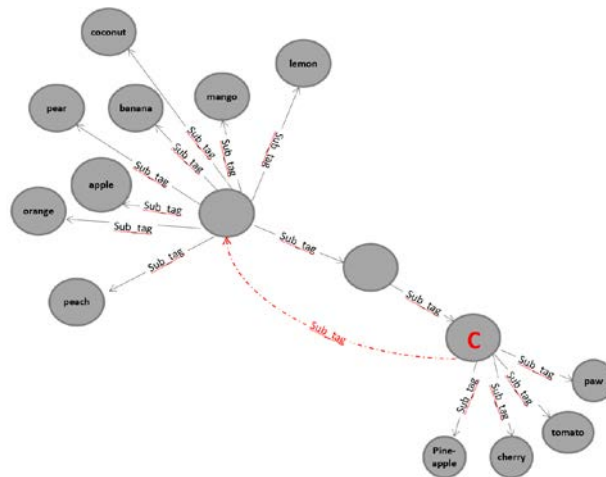 coconut
lemon
mango
banana
pear
apple
orange
peach
Sub_tag
Sub_tag
Sub_tag
Sub_tag
Sub_tag
Sub_tag
Sub_tag
Sub_tag
Sub_tag
Sub_tag
Sub_tag
C
Sub_tag
Sub_tag
Sub_tag
Sub_tag
paw
tomato
cherry
Pine-
apple